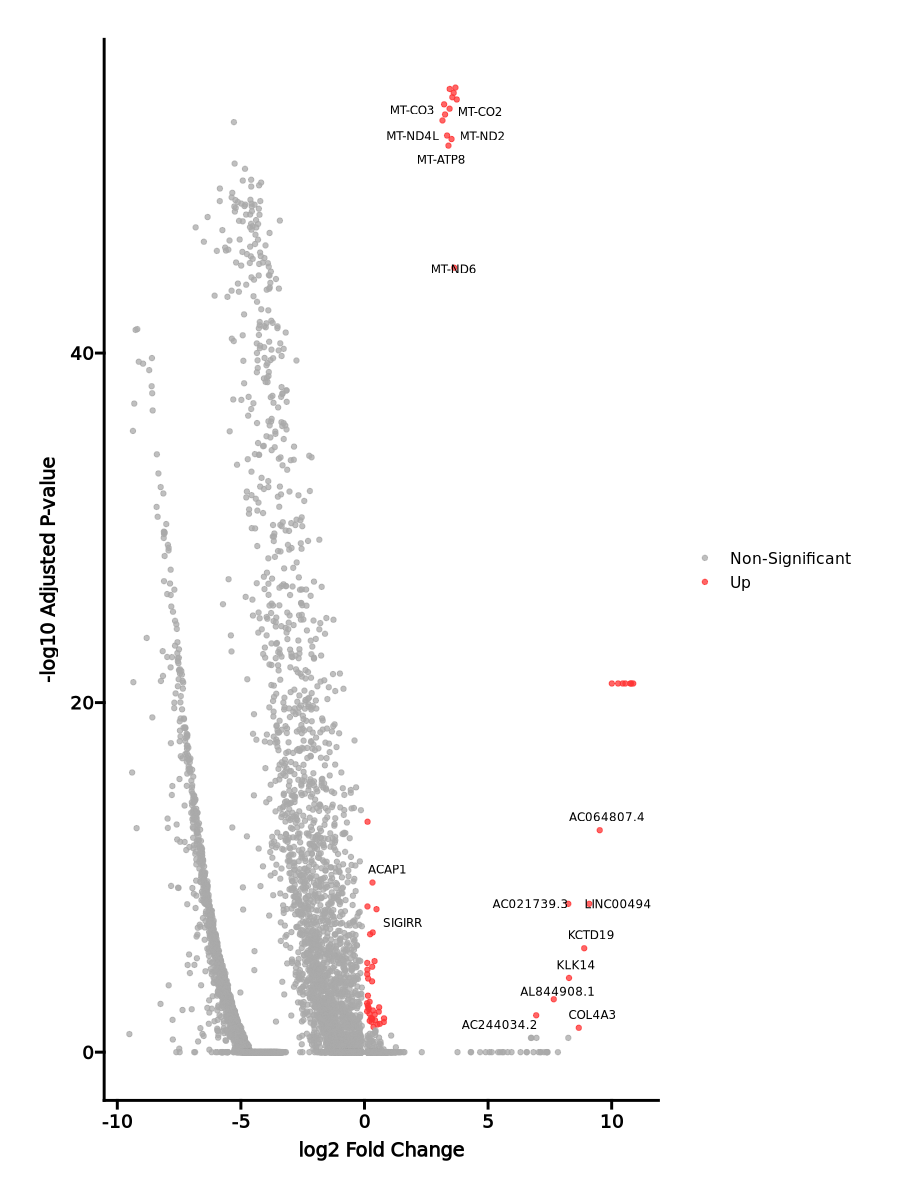 MT-CO3
MT-CO2
MT-ND4L
MT-ND2
MT-ATP8
MT-ND6
40
-log10 Adjusted P-value
Non-Significant
Up
20
AC064807.4
ACAP1
AC021739.3
LINC00494
SIGIRR
KCTD19
KLK14
AL844908.1
COL4A3
AC244034.2
0
-10
-5
0
5
10
log2 Fold Change